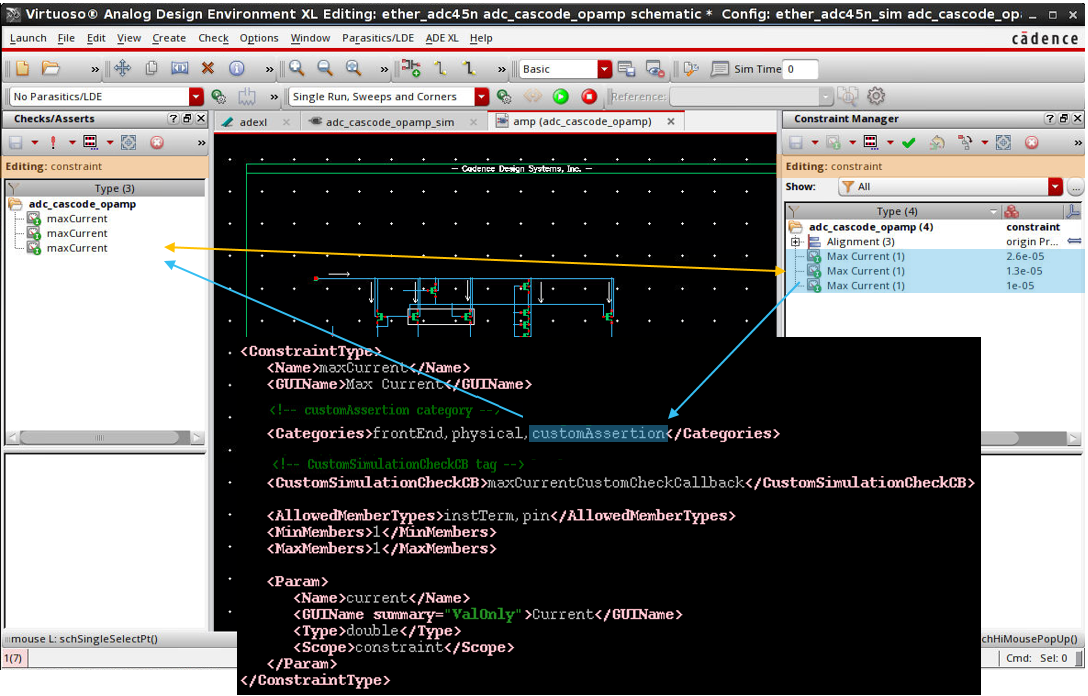 Virtuoso® Analog Design Environment XL Editing: ether_adc45n adc_cascode_opamp schematic * Config: ether_adc45n_sim adc_cascode_op
Launch File Edit View Create Check Options Window Parasitics/LDE ADE XL Help
cādence
Basic
Sim Time 0
No Parasitics/LDE
Single Run, Sweeps and Corners
Reference:
Checks/Asserts
adexl
adc_cascode_opamp_sim
amp (adc_cascode_opamp)
Constraint Manager
Editing: constraint
Type (3)
adc_cascode_opamp
maxCurrent
maxCurrent
maxCurrent
Cadence Design Systems, Inc.
Editing: constraint
Show: All
Type (4)
adc_cascode_opamp (4) constraint
Alignment (3) origin Pr...
Max Current (1) 2.6e-05
Max Current (1) 1.3e-05
Max Current (1) 1e-05
<ConstraintType>
<Name>maxCurrent</Name>
<GUIName>Max Current</GUIName>
<!-- customAssertion category -->
<Categories>frontEnd,physical,customAssertion</Categories>
<!-- CustomSimulationCheckCB tag -->
<CustomSimulationCheckCB>maxCurrentCustomCheckCallback</CustomSimulationCheckCB>
<AllowedMemberTypes>instTerm,pin</AllowedMemberTypes>
<MinMembers>1</MinMembers>
<MaxMembers>1</MaxMembers>
<Param>
<Name>current</Name>
<GUIName summary="ValOnly">Current</GUIName>
<Type>double</Type>
<Scope>constraint</Scope>
</Param>
</ConstraintType>
mouse L: schSingleSelectPt()
chHiMousePopUp()
1(7)
Cmd: Sel: 0